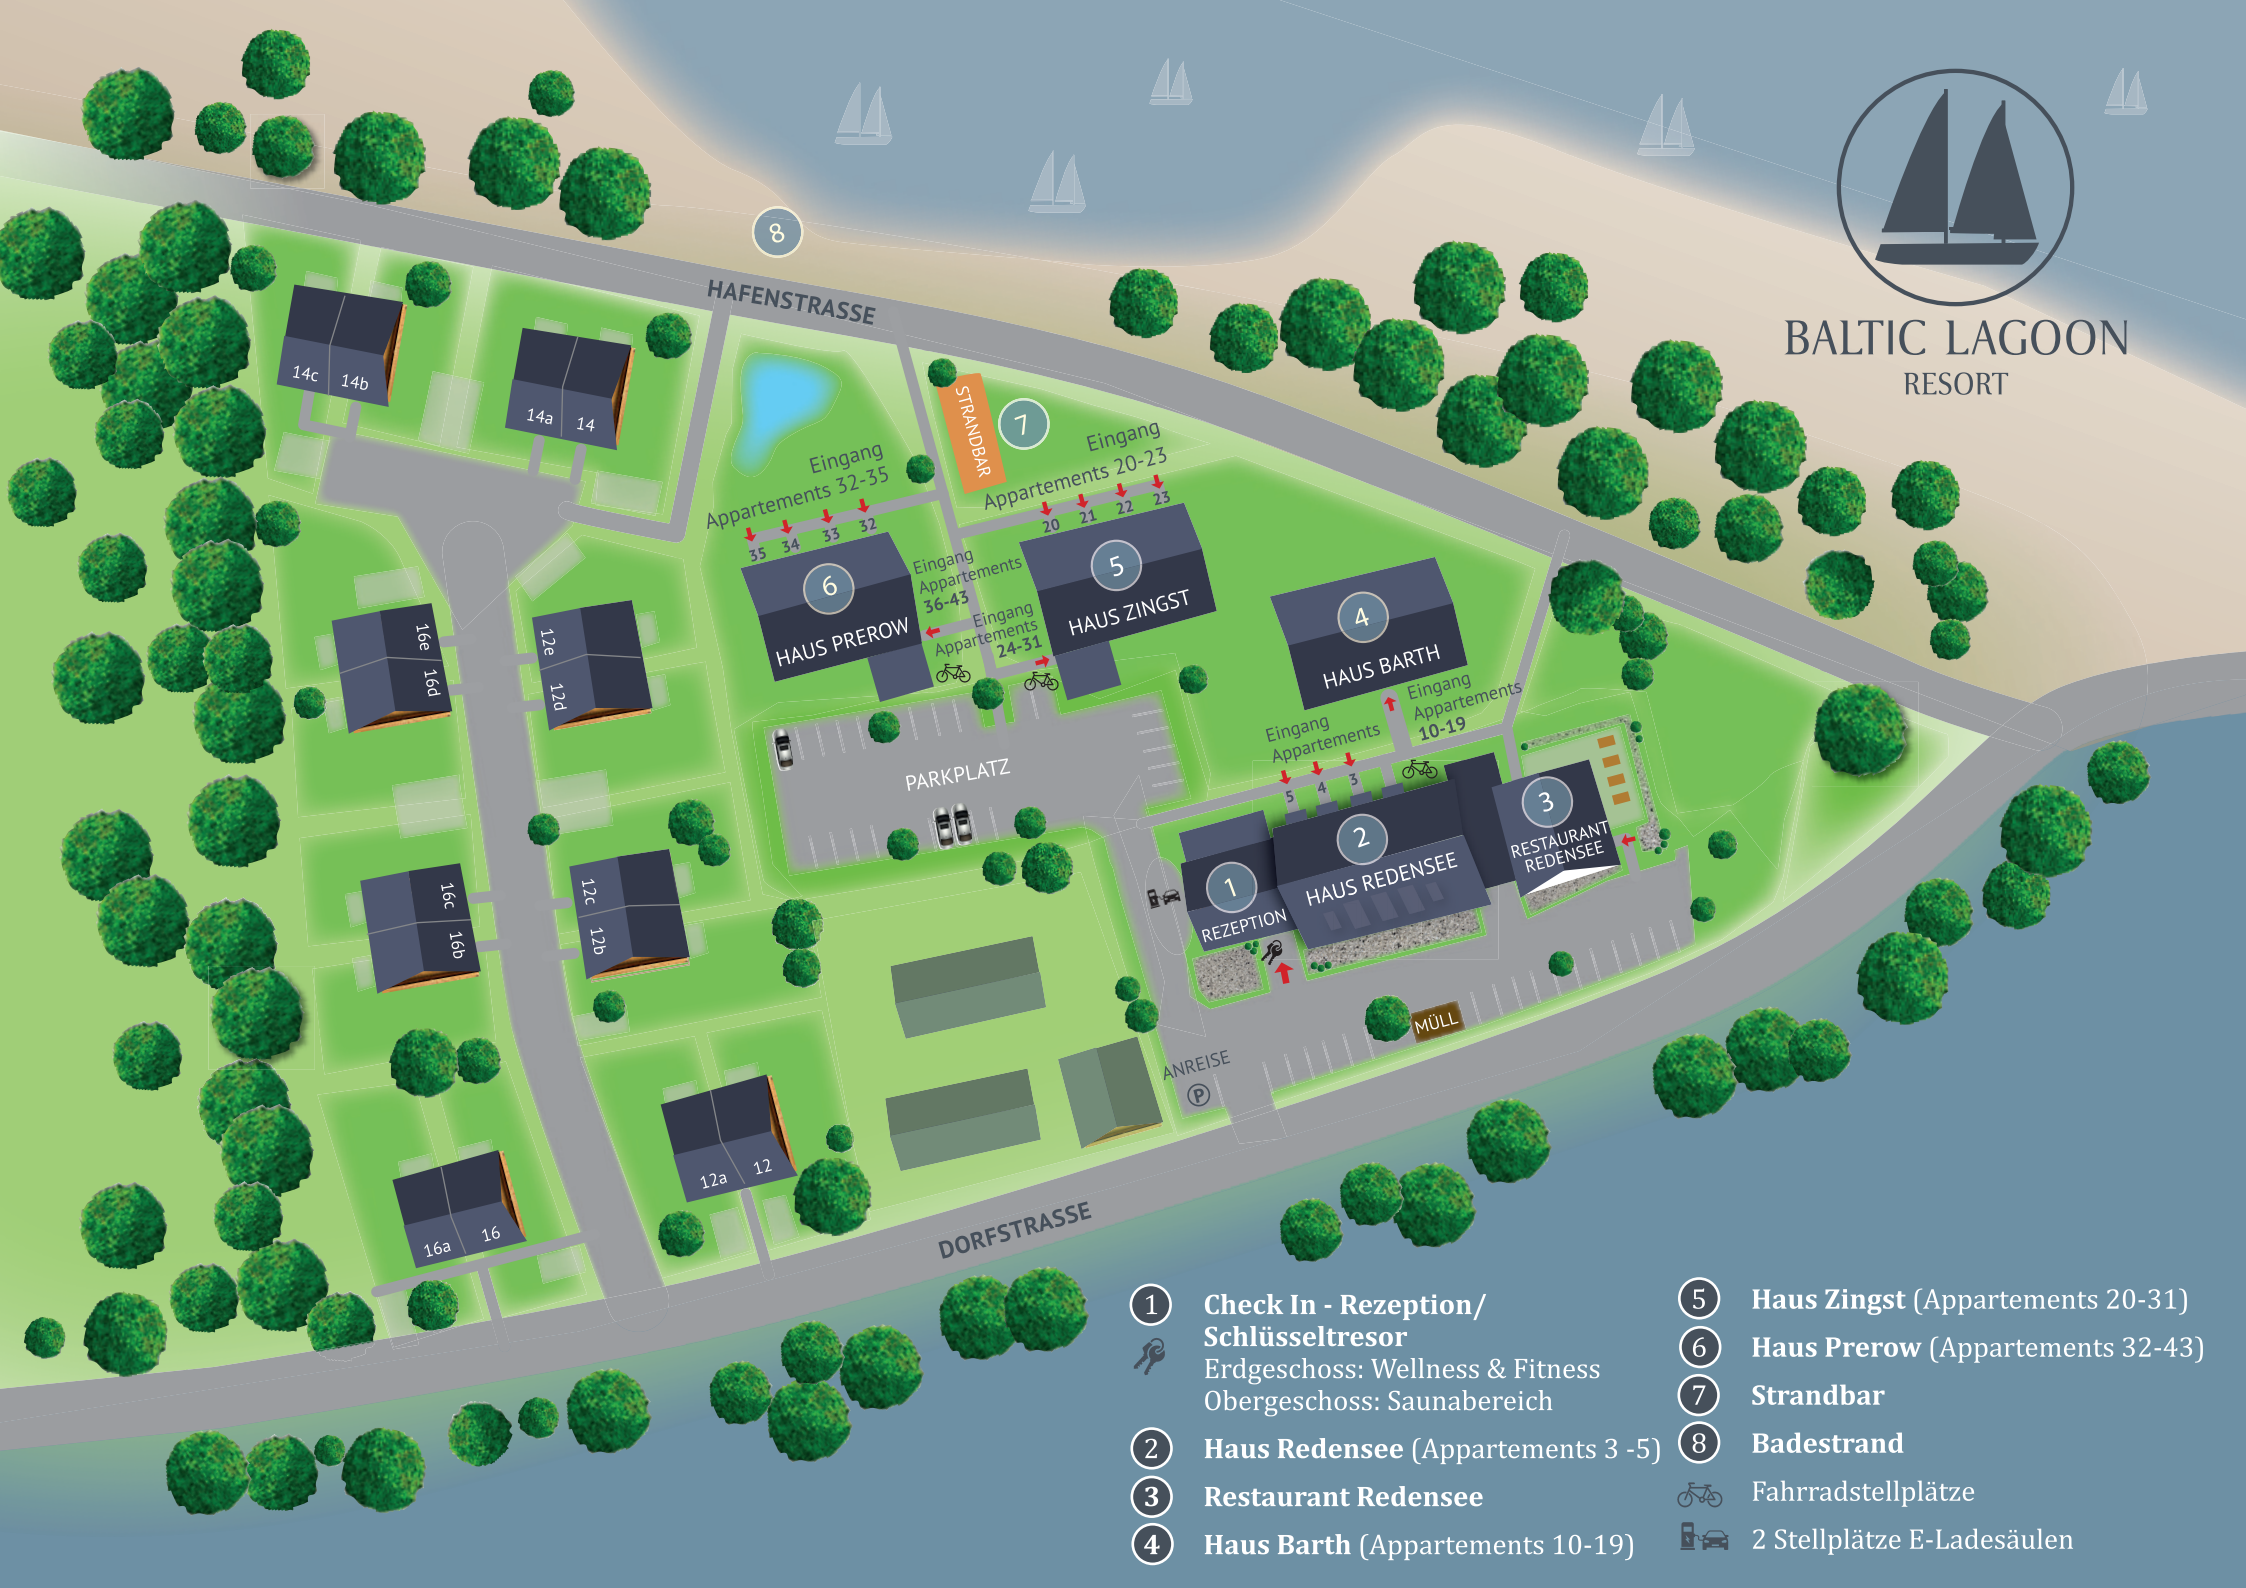 BALTIC LAGOON
RESORT
8
HAFENSTRASSE
14c
14b
14a
14
STRANDBAR
7
Eingang
Appartements 32-35
35
34
33
32
Eingang
Appartements 20-23
20
21
22
23
6
HAUS PREROW
Eingang
Appartements
36-43
Eingang
Appartements
24-31
5
HAUS ZINGST
4
HAUS BARTH
Eingang
Appartements
10-19
Eingang
Appartements
5
4
3
16e
16d
12e
12d
PARKPLATZ
1
REZEPTION
2
HAUS REDENSEE
3
RESTAURANT
REDENSEE
16c
16b
12c
12b
MÜLL
ANREISE
P
12a
12
16a
16
DORFSTRASSE
1 Check In - Rezeption/
Schlüsseltresor
Erdgeschoss: Wellness & Fitness
Obergeschoss: Saunabereich
2 Haus Redensee (Appartements 3 -5)
3 Restaurant Redensee
4 Haus Barth (Appartements 10-19)
5 Haus Zingst (Appartements 20-31)
6 Haus Prerow (Appartements 32-43)
7 Strandbar
8 Badestrand
Fahrradstellplätze
2 Stellplätze E-Ladesäulen